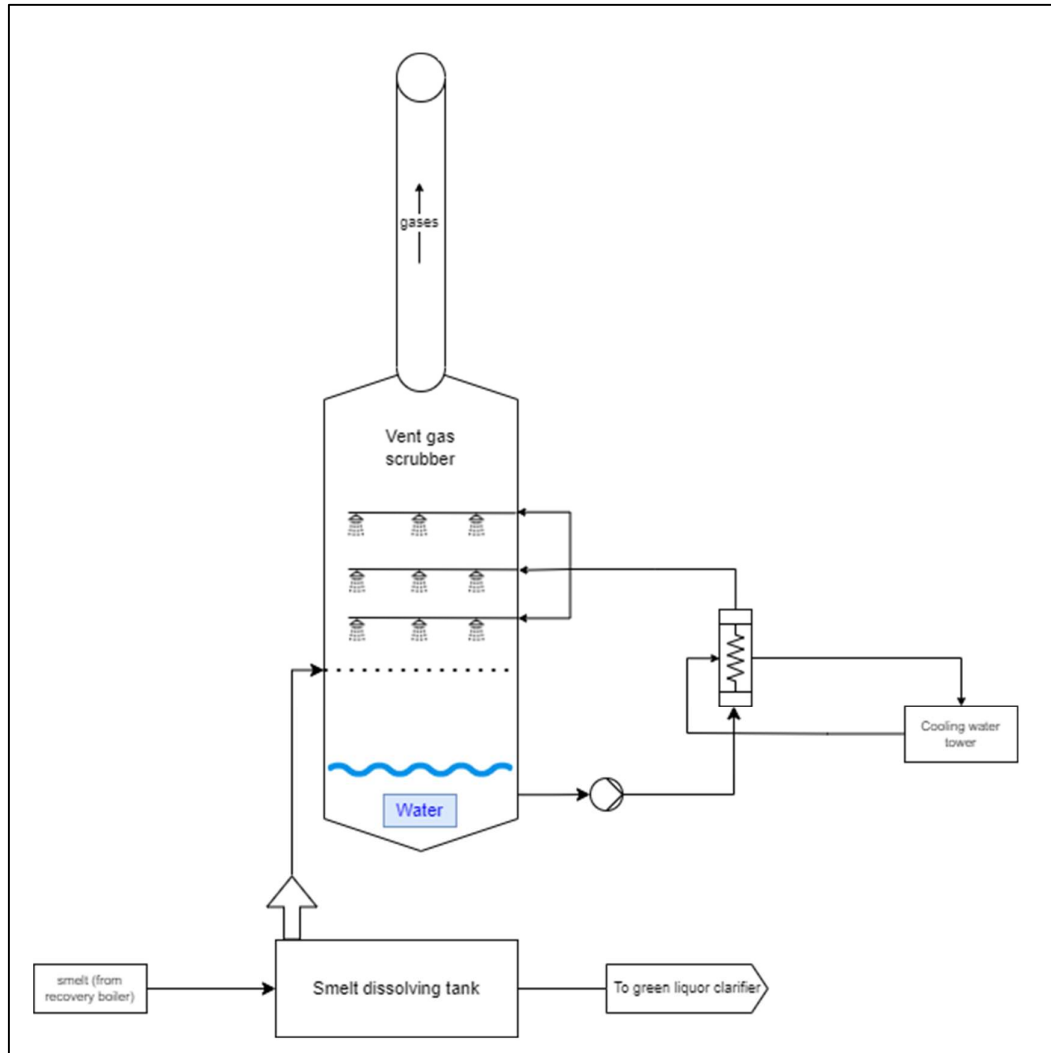 gases
Vent gas
scrubber
Cooling water
tower
Water
smelt (from
recovery boiler)
Smelt dissolving tank
To green liquor clarifier